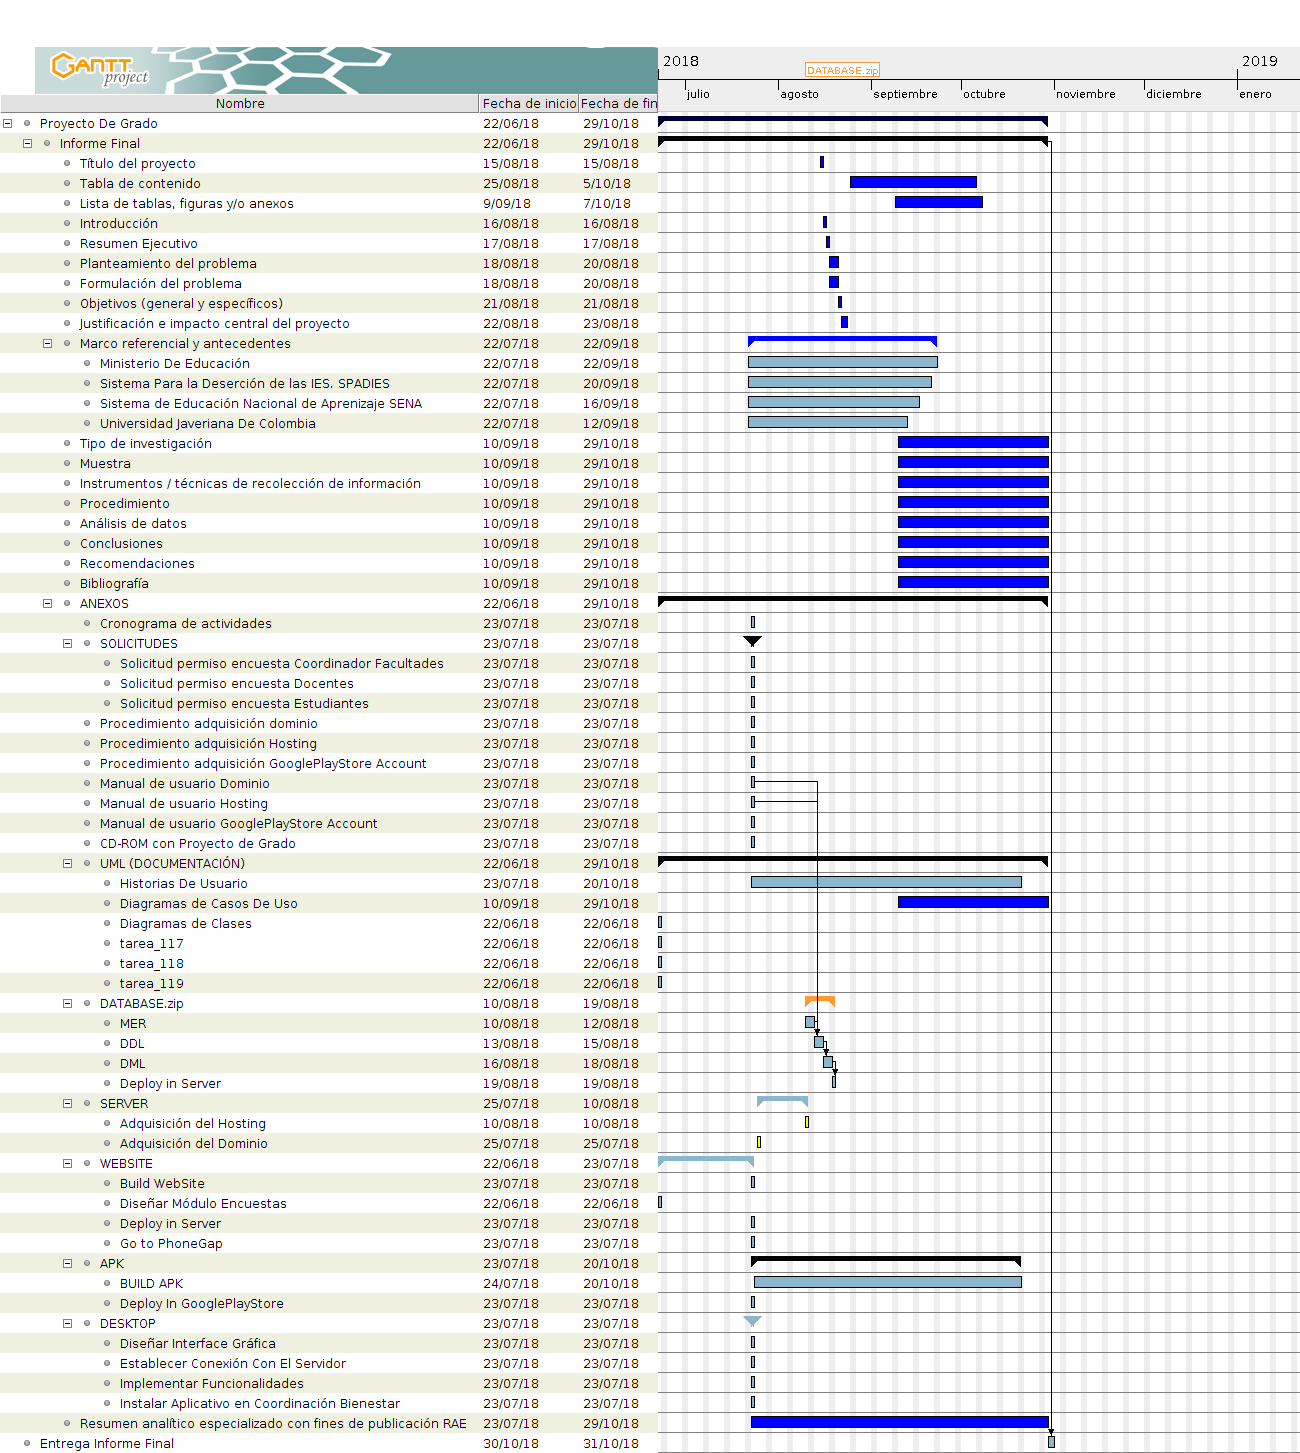 GANTT
project
2018 2019
DATABASE.zip
julio agosto septiembre octubre noviembre diciembre enero
Nombre Fecha de inicio Fecha de fin
Proyecto De Grado 22/06/18 29/10/18
Informe Final 22/06/18 29/10/18
Título del proyecto 15/08/18 15/08/18
Tabla de contenido 25/08/18 5/10/18
Lista de tablas, figuras y/o anexos 9/09/18 7/10/18
Introducción 16/08/18 16/08/18
Resumen Ejecutivo 17/08/18 17/08/18
Planteamiento del problema 18/08/18 20/08/18
Formulación del problema 18/08/18 20/08/18
Objetivos (general y específicos) 21/08/18 21/08/18
Justificación e impacto central del proyecto 22/08/18 23/08/18
Marco referencial y antecedentes 22/07/18 22/09/18
Ministerio De Educación 22/07/18 22/09/18
Sistema Para la Deserción de las IES. SPADIES 22/07/18 20/09/18
Sistema de Educación Nacional de Aprenizaje SENA 22/07/18 16/09/18
Universidad Javeriana De Colombia 22/07/18 12/09/18
Tipo de investigación 10/09/18 29/10/18
Muestra 10/09/18 29/10/18
Instrumentos / técnicas de recolección de información 10/09/18 29/10/18
Procedimiento 10/09/18 29/10/18
Análisis de datos 10/09/18 29/10/18
Conclusiones 10/09/18 29/10/18
Recomendaciones 10/09/18 29/10/18
Bibliografía 10/09/18 29/10/18
ANEXOS 22/06/18 29/10/18
Cronograma de actividades 23/07/18 23/07/18
SOLICITUDES 23/07/18 23/07/18
Solicitud permiso encuesta Coordinador Facultades 23/07/18 23/07/18
Solicitud permiso encuesta Docentes 23/07/18 23/07/18
Solicitud permiso encuesta Estudiantes 23/07/18 23/07/18
Procedimiento adquisición dominio 23/07/18 23/07/18
Procedimiento adquisición Hosting 23/07/18 23/07/18
Procedimiento adquisición GooglePlayStore Account 23/07/18 23/07/18
Manual de usuario Dominio 23/07/18 23/07/18
Manual de usuario Hosting 23/07/18 23/07/18
Manual de usuario GooglePlayStore Account 23/07/18 23/07/18
CD-ROM con Proyecto de Grado 23/07/18 23/07/18
UML (DOCUMENTACIÓN) 22/06/18 29/10/18
Historias De Usuario 23/07/18 20/10/18
Diagramas de Casos De Uso 10/09/18 29/10/18
Diagramas de Clases 22/06/18 22/06/18
tarea_117 22/06/18 22/06/18
tarea_118 22/06/18 22/06/18
tarea_119 22/06/18 22/06/18
DATABASE.zip 10/08/18 19/08/18
MER 10/08/18 12/08/18
DDL 13/08/18 15/08/18
DML 16/08/18 18/08/18
Deploy in Server 19/08/18 19/08/18
SERVER 25/07/18 10/08/18
Adquisición del Hosting 10/08/18 10/08/18
Adquisición del Dominio 25/07/18 25/07/18
WEBSITE 22/06/18 23/07/18
Build WebSite 23/07/18 23/07/18
Diseñar Módulo Encuestas 22/06/18 22/06/18
Deploy in Server 23/07/18 23/07/18
Go to PhoneGap 23/07/18 23/07/18
APK 23/07/18 20/10/18
BUILD APK 24/07/18 20/10/18
Deploy In GooglePlayStore 23/07/18 23/07/18
DESKTOP 23/07/18 23/07/18
Diseñar Interface Gráfica 23/07/18 23/07/18
Establecer Conexión Con El Servidor 23/07/18 23/07/18
Implementar Funcionalidades 23/07/18 23/07/18
Instalar Aplicativo en Coordinación Bienestar 23/07/18 23/07/18
Resumen analítico especializado con fines de publicación RAE 23/07/18 29/10/18
Entrega Informe Final 30/10/18 31/10/18